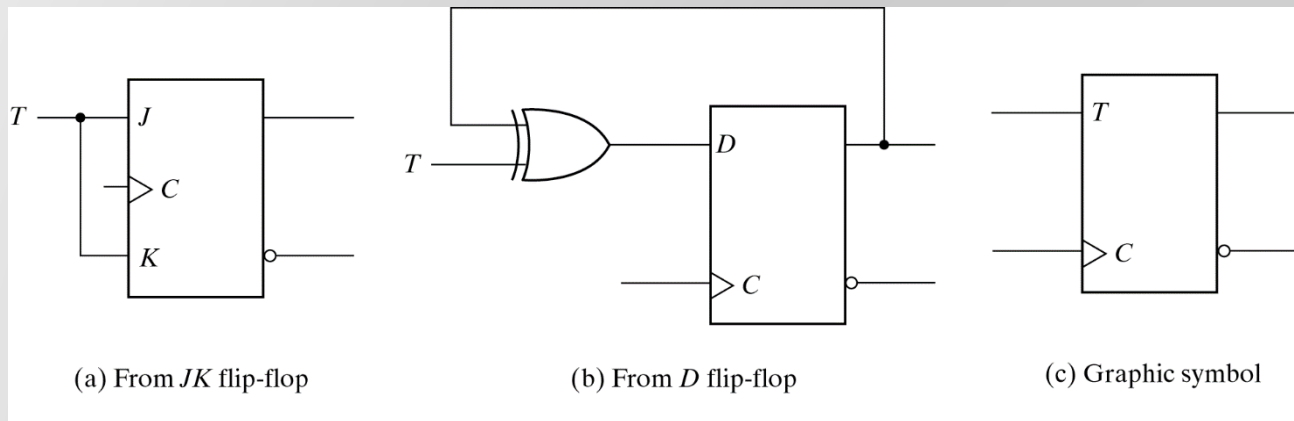 T
J
C
K
(a) From JK flip-flop
T
D
C
(b) From D flip-flop
T
C
(c) Graphic symbol